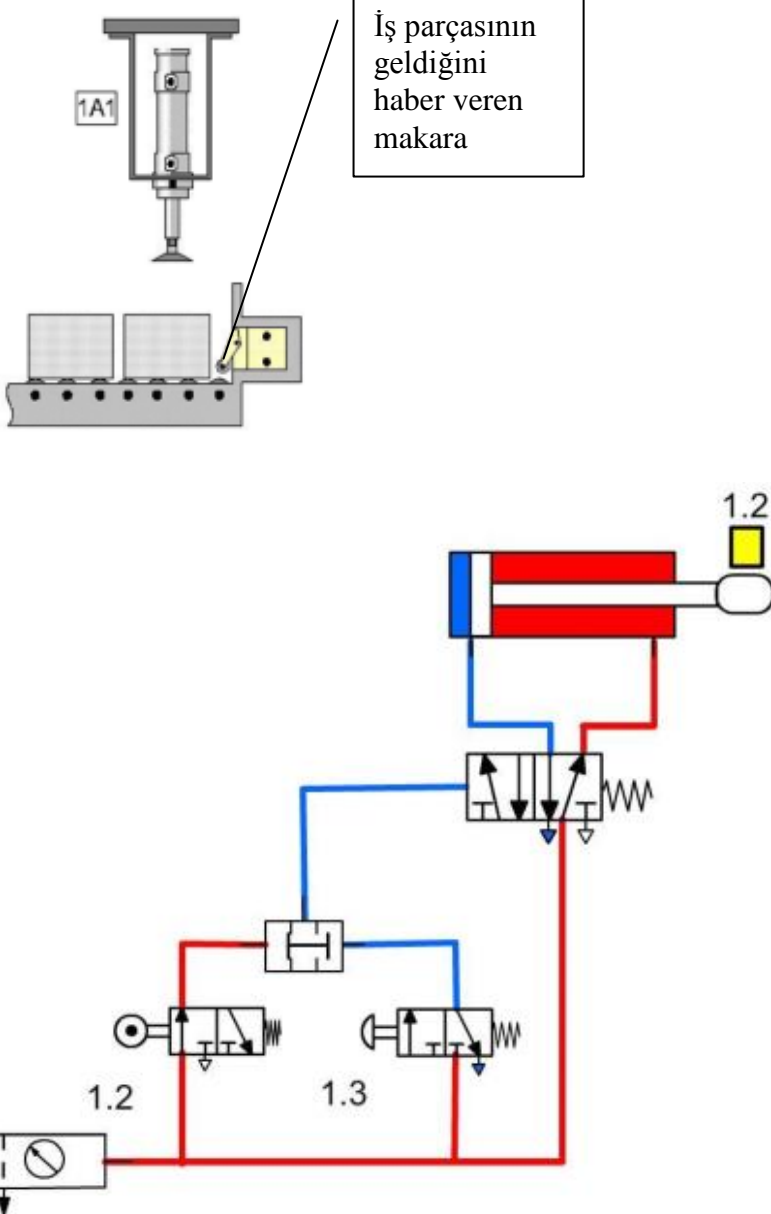 İş parçasının
geldiğini
haber veren
makara
1A1
1.2
1.2
1.3